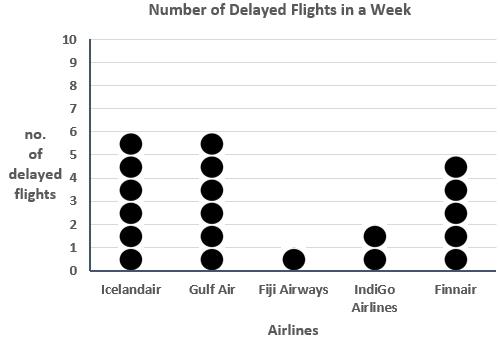 Number of Delayed Flights in a Week
10
9
8
7
6
5
4
3
2
1
0
no.
of
delayed
flights
Icelandair
Gulf Air
Fiji Airways
IndiGo
Airlines
Finnair
Airlines